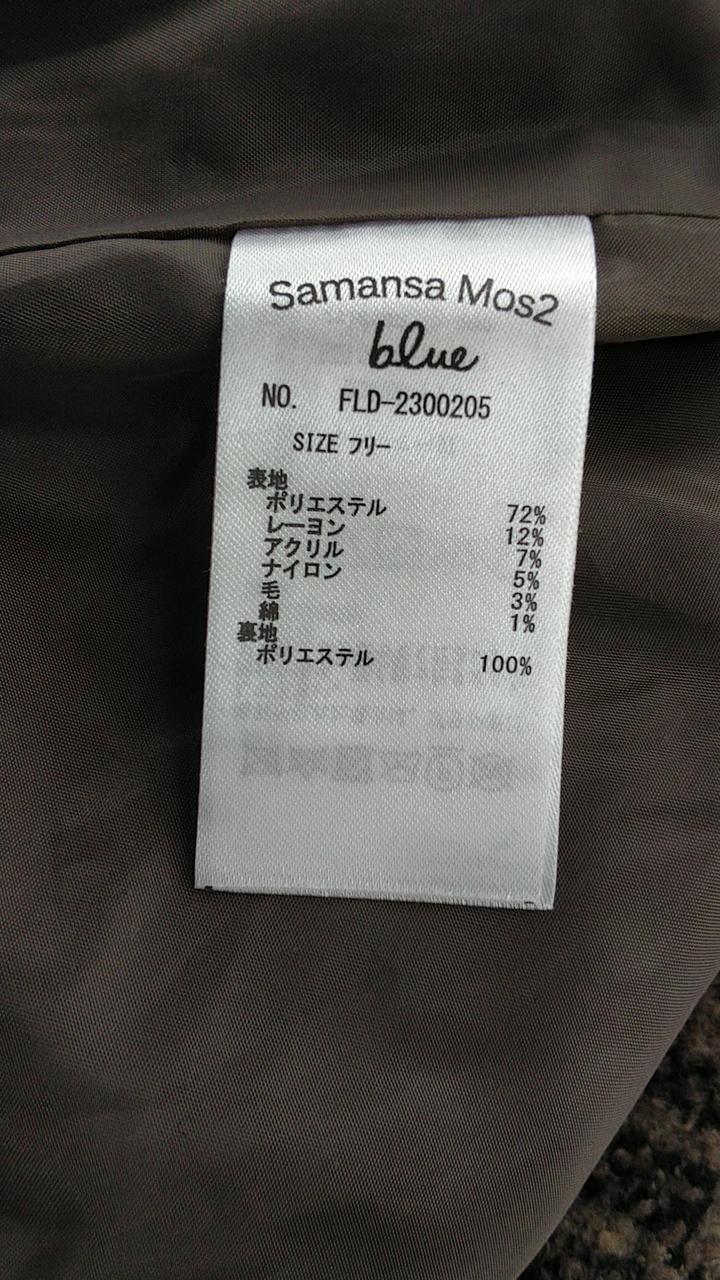 Samansa Mos2
blue
NO. FLD-2300205
SIZE フリー
表地
ポリエステル 72%
レーヨン 12%
アクリル 7%
ナイロン 5%
毛 3%
綿 1%
裏地
ポリエステル 100%